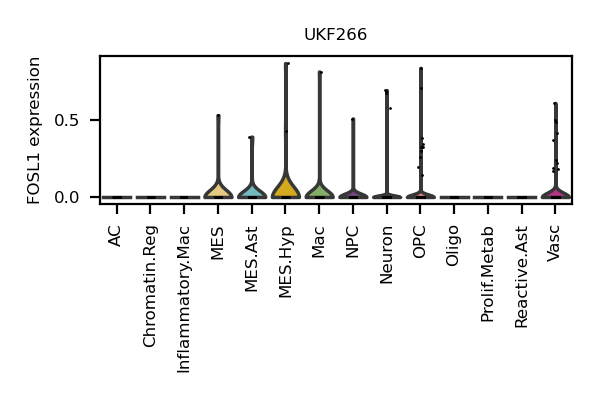 UKF266
FOSL1 expression
0.5
0.0
AC
Chromatin.Reg
Inflammatory.Mac
MES
MES.Ast
MES.Hyp
Mac
NPC
Neuron
OPC
Oligo
Prolif.Metab
Reactive.Ast
Vasc